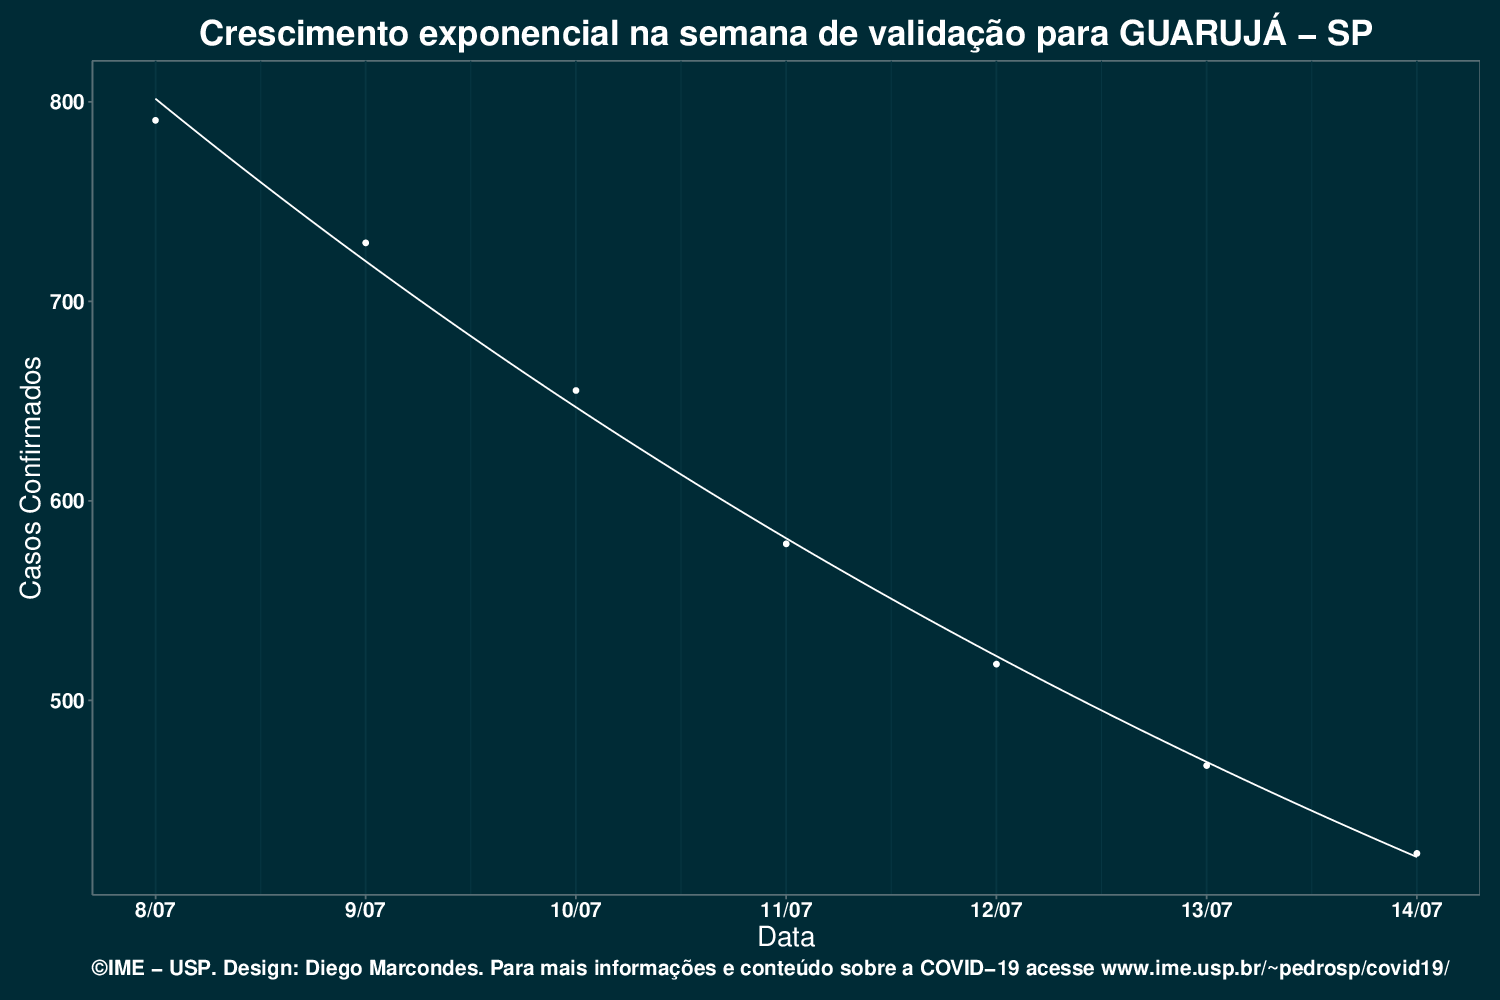 Crescimento exponencial na semana de validação para GUARUJÁ – SP
800
700
600
500
Casos Confirmados
8/07 9/07 10/07 11/07 12/07 13/07 14/07
Data
©IME – USP. Design: Diego Marcondes. Para mais informações e conteúdo sobre a COVID–19 acesse www.ime.usp.br/~pedrosp/covid19/